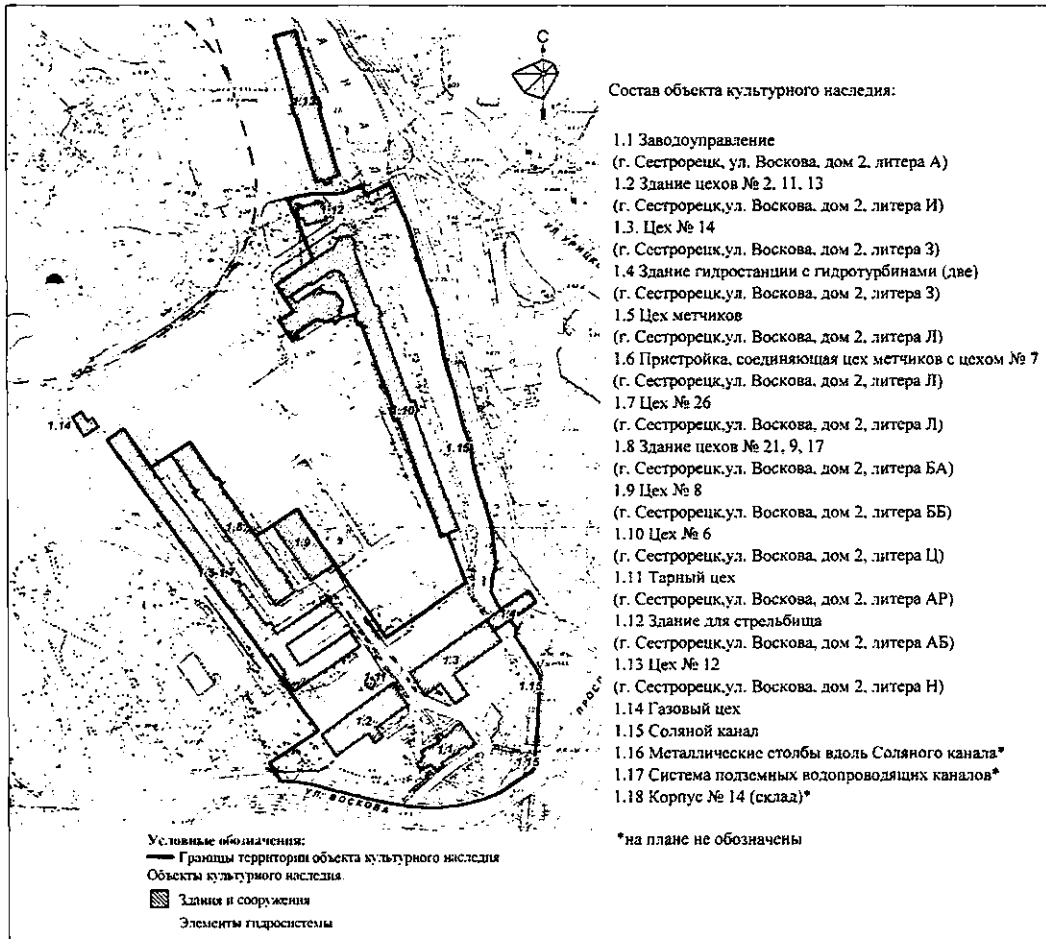 С
Состав объекта культурного наследия:
1.1 Заводоуправление
(г. Сестрорецк, ул. Воскова, дом 2, литера А)
1.2 Здание цехов № 2, 11, 13
(г. Сестрорецк,ул. Воскова, дом 2, литера И)
1.3. Цех № 14
(г. Сестрорецк,ул. Воскова, дом 2, литера З)
1.4 Здание гидростанции с гидротурбинами (две)
(г. Сестрорецк,ул. Воскова, дом 2, литера З)
1.5 Цех метчиков
(г. Сестрорецк,ул. Воскова, дом 2, литера Л)
1.6 Пристройка, соединяющая цех метчиков с цехом № 7
(г. Сестрорецк,ул. Воскова, дом 2, литера Л)
1.7 Цех № 26
(г. Сестрорецк,ул. Воскова, дом 2, литера Л)
1.8 Здание цехов № 21, 9, 17
(г. Сестрорецк,ул. Воскова, дом 2, литера БА)
1.9 Цех № 8
(г. Сестрорецк,ул. Воскова, дом 2, литера ББ)
1.10 Цех № 6
(г. Сестрорецк,ул. Воскова, дом 2, литера Ц)
1.11 Тарный цех
(г. Сестрорецк,ул. Воскова, дом 2, литера АР)
1.12 Здание для стрельбища
(г. Сестрорецк,ул. Воскова, дом 2, литера АБ)
1.13 Цех № 12
(г. Сестрорецк,ул. Воскова, дом 2, литера Н)
1.14 Газовый цех
1.15 Соляной канал
1.16 Металлические столбы вдоль Соляного канала*
1.17 Система подземных водопроводящих каналов*
1.18 Корпус № 14 (склад)*
*на плане не обозначены
1.13
1.12
1.10
1.15
1.14
1.8
1.9
1.3
1.15
1.2
1.1
1.15
УЛ. ВОСКОВА
Условные обозначения:
Границы территории объекта культурного наследия
Объекты культурного наследия
Здания и сооружения
Элементы гидросистемы